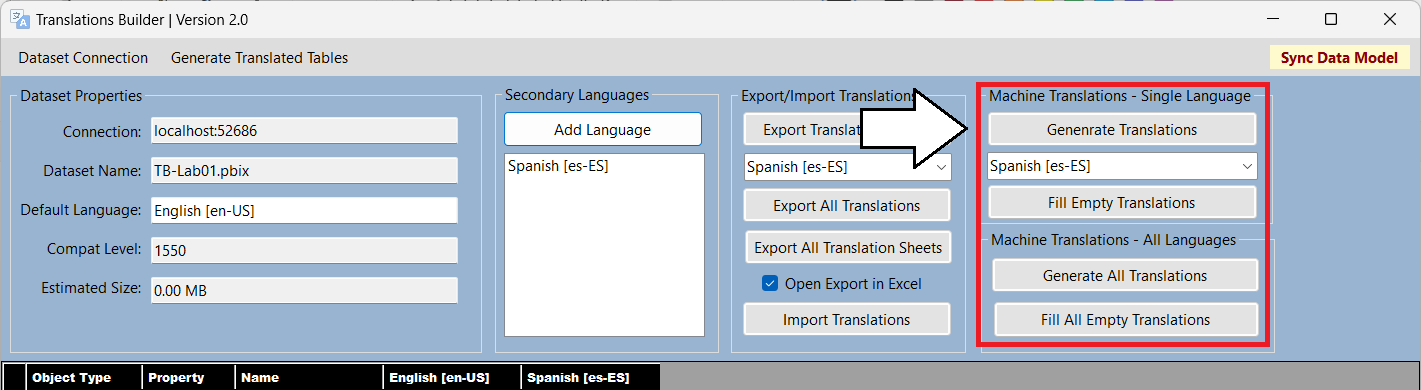 Translations Builder | Version 2.0
Dataset Connection Generate Translated Tables Sync Data Model
Dataset Properties
Connection: localhost:52686
Dataset Name: TB-Lab01.pbix
Default Language: English [en-US]
Compat Level: 1550
Estimated Size: 0.00 MB
Secondary Languages
Add Language
Spanish [es-ES]
Export/Import Translations
Export
Spanish [es-ES]
Export All Translations
Export All Translation Sheets
Open Export in Excel
Import Translations
Machine Translations - Single Language
Genenrate Translations
Spanish [es-ES]
Fill Empty Translations
Machine Translations - All Languages
Generate All Translations
Fill All Empty Translations
Object Type Property Name English [en-US] Spanish [es-ES]